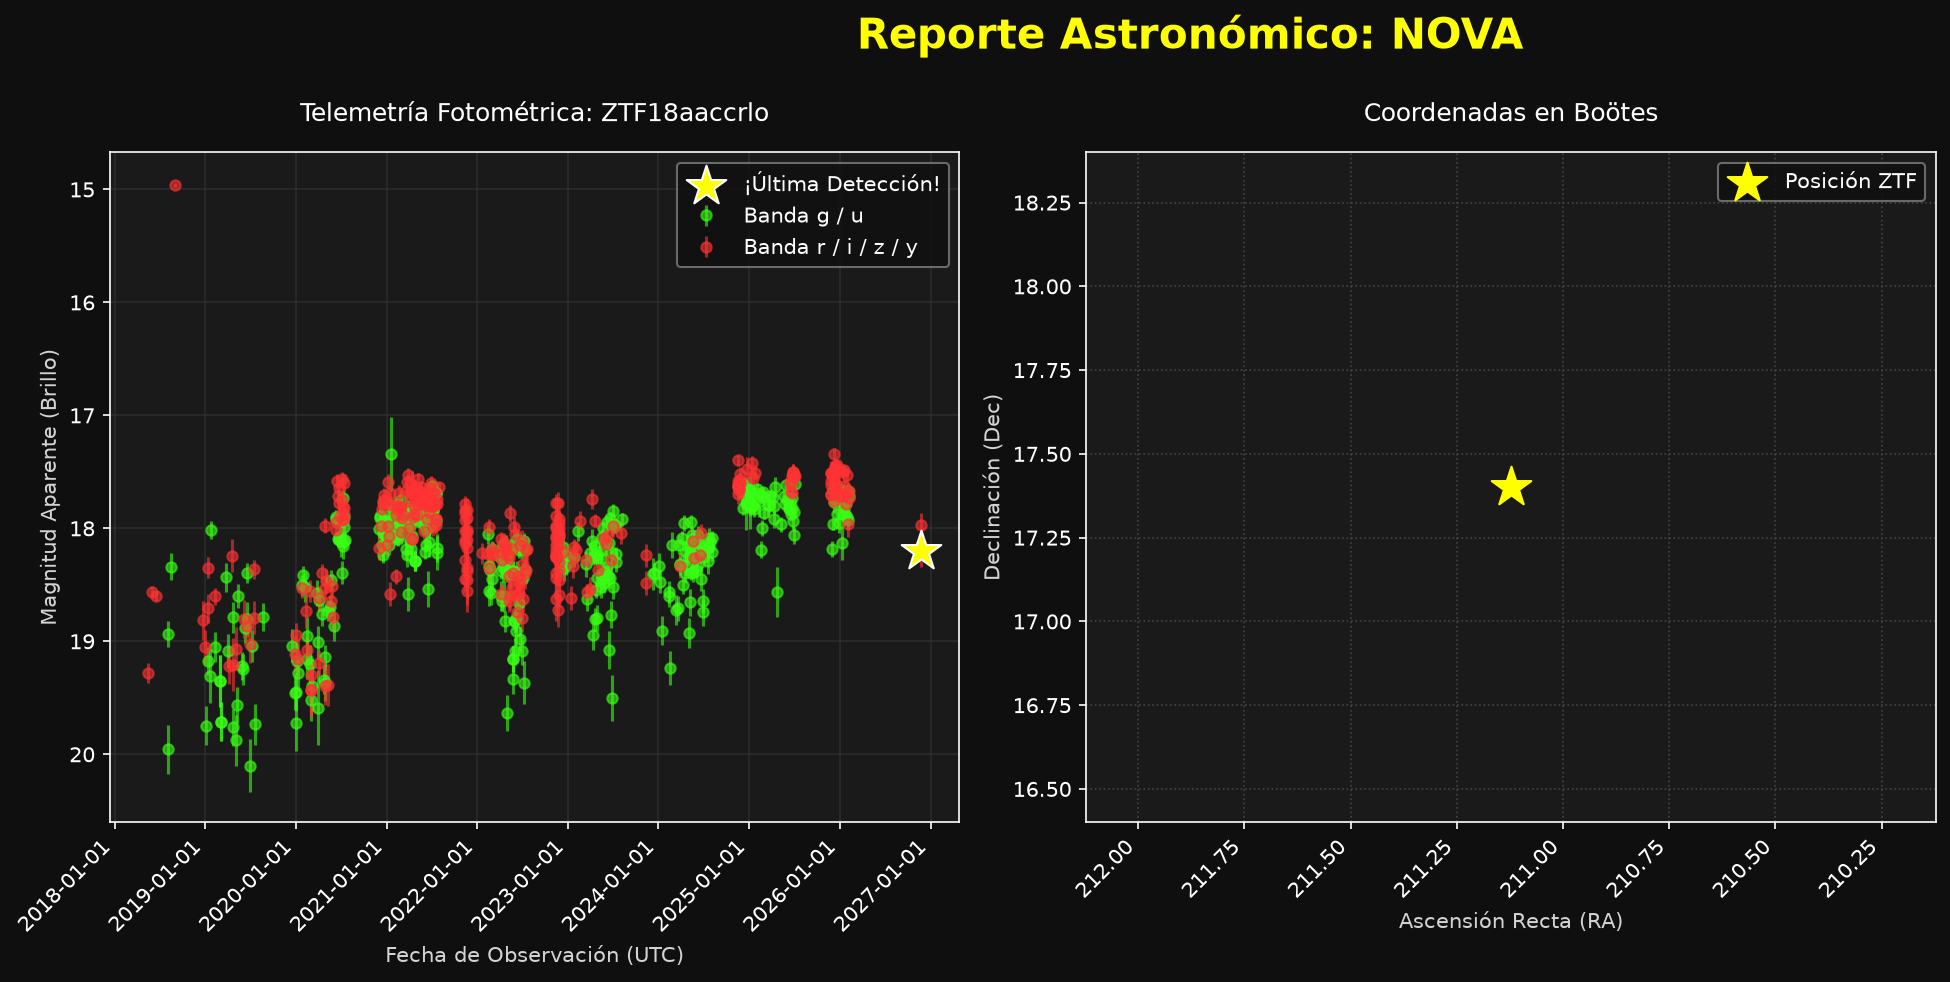 Reporte Astronómico: NOVA
Telemetría Fotométrica: ZTF18aaccrlo
¡Última Detección!
Banda g / u
Banda r / i / z / y
Magnitud Aparente (Brillo)
15
16
17
18
19
20
2018-01-01
2019-01-01
2020-01-01
2021-01-01
2022-01-01
2023-01-01
2024-01-01
2025-01-01
2026-01-01
2027-01-01
Fecha de Observación (UTC)
Coordenadas en Boötes
Posición ZTF
Declinación (Dec)
18.25
18.00
17.75
17.50
17.25
17.00
16.75
16.50
212.00
211.75
211.50
211.25
211.00
210.75
210.50
210.25
Ascensión Recta (RA)